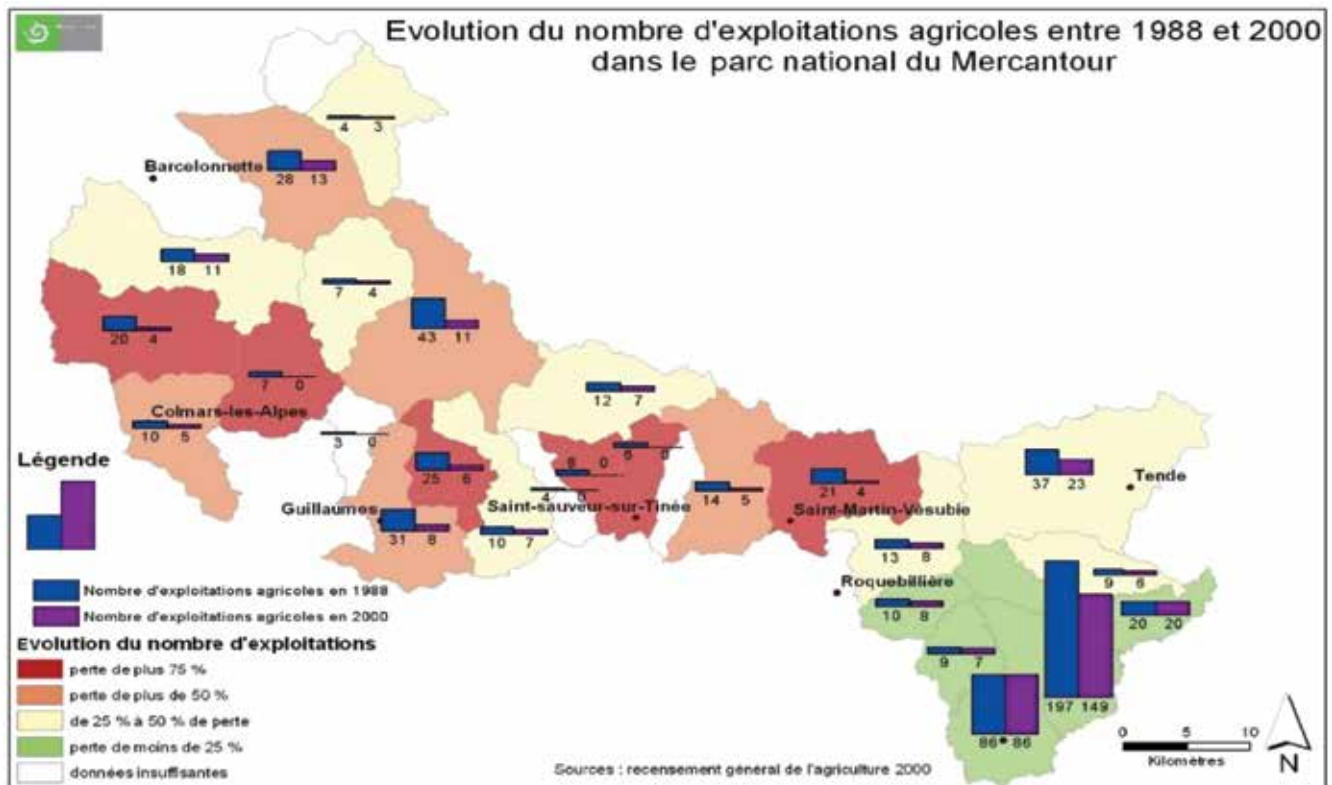 Evolution du nombre d'exploitations agricoles entre 1988 et 2000
dans le parc national du Mercantour
4 3
Barcelonnette
28 13
18 11
7 4
43 11
20 4
7 0
12 7
Colmars-les-Alpes
10 5
3 0
25 6
6 0
4
14 5
21 4
37 23
Tende
Guillaumes
Saint-sauveur-sur-Tinée
Saint-Martin-Vésubie
31 8
10 7
13 8
Roquebillière
10 8
9 6
20 20
9 7
197 149
86 86
Légende
Nombre d'exploitations agricoles en 1988
Nombre d'exploitations agricoles en 2000
Evolution du nombre d'exploitations
perte de plus 75 %
perte de plus de 50 %
de 25 % à 50 % de perte
perte de moins de 25 %
données insuffisantes
Sources : recensement général de l'agriculture 2000
0 5 10
Kilomètres
N